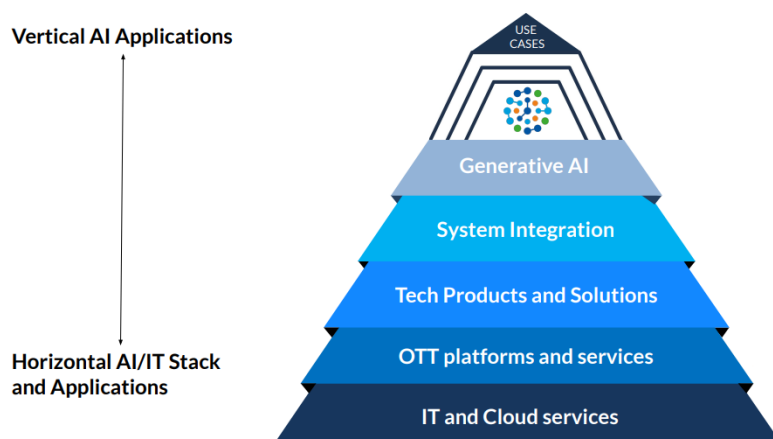 Vertical AI Applications
USE
CASES
Generative AI
System Integration
Tech Products and Solutions
Horizontal AI/IT Stack
and Applications
OTT platforms and services
IT and Cloud services